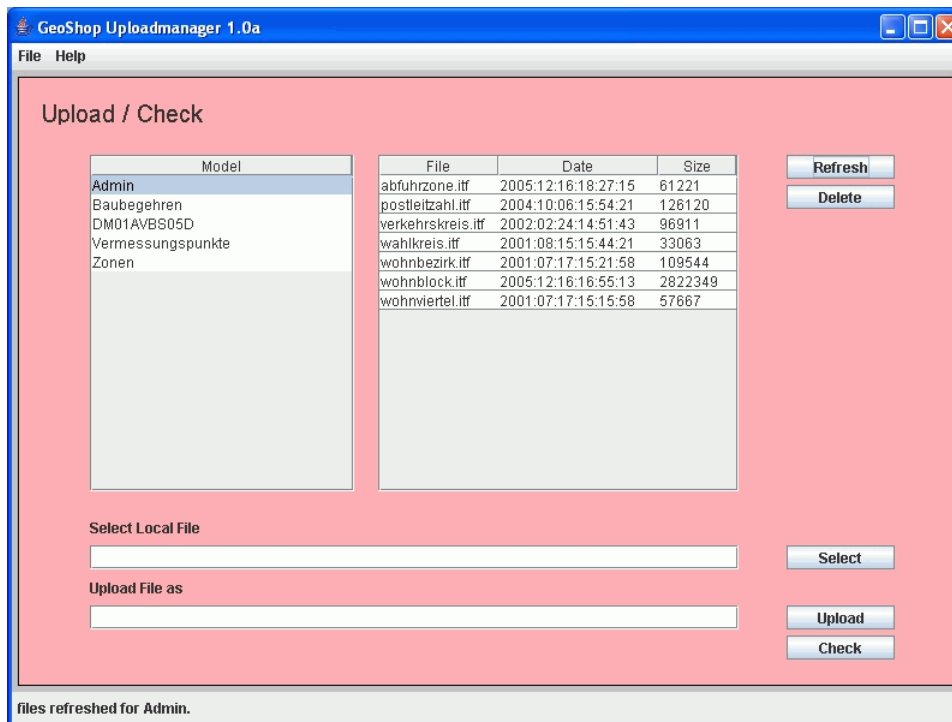 GeoShop Uploadmanager 1.0a
File Help
Upload / Check
Model
Admin
Baubegehren
DM01AVBS05D
Vermessungspunkte
Zonen
File Date Size
abfuhrzone.itf 2005:12:16:18:27:15 61221
postleitzahl.itf 2004:10:06:15:54:21 126120
verkehrskreis.itf 2002:02:24:14:51:43 96911
wahlkreis.itf 2001:08:15:15:44:21 33063
wohnbezirk.itf 2001:07:17:15:21:58 109544
wohnblock.itf 2005:12:16:16:55:13 2822349
wohnviertel.itf 2001:07:17:15:15:58 57667
Refresh
Delete
Select Local File
Select
Upload File as
Upload
Check
files refreshed for Admin.